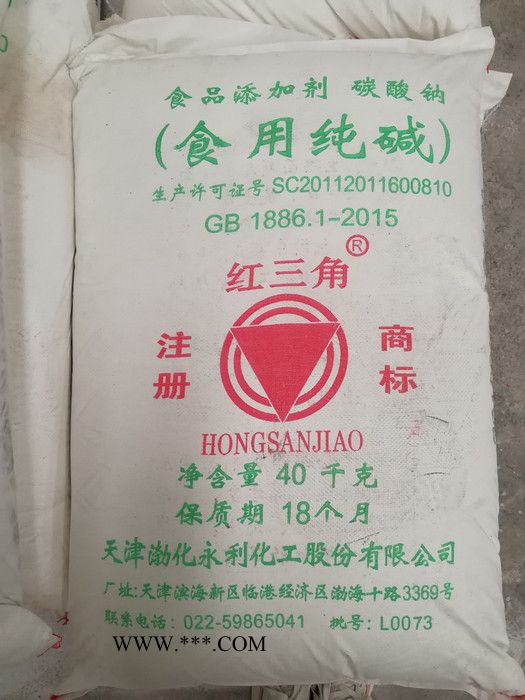 食品添加剂 碳酸钠
(食用纯碱)
生产许可证号 SC20112011600810
GB 1886.1-2015
红三角®
注册 商标
HONGSANJIAO
净含量 40 千克
保质期 18个月
天津渤化永利化工股份有限公司
厂址:天津滨海新区临港经济区渤海十路3369号
联系电话: 022-59865041 批号: L0073
WWW.***.COM